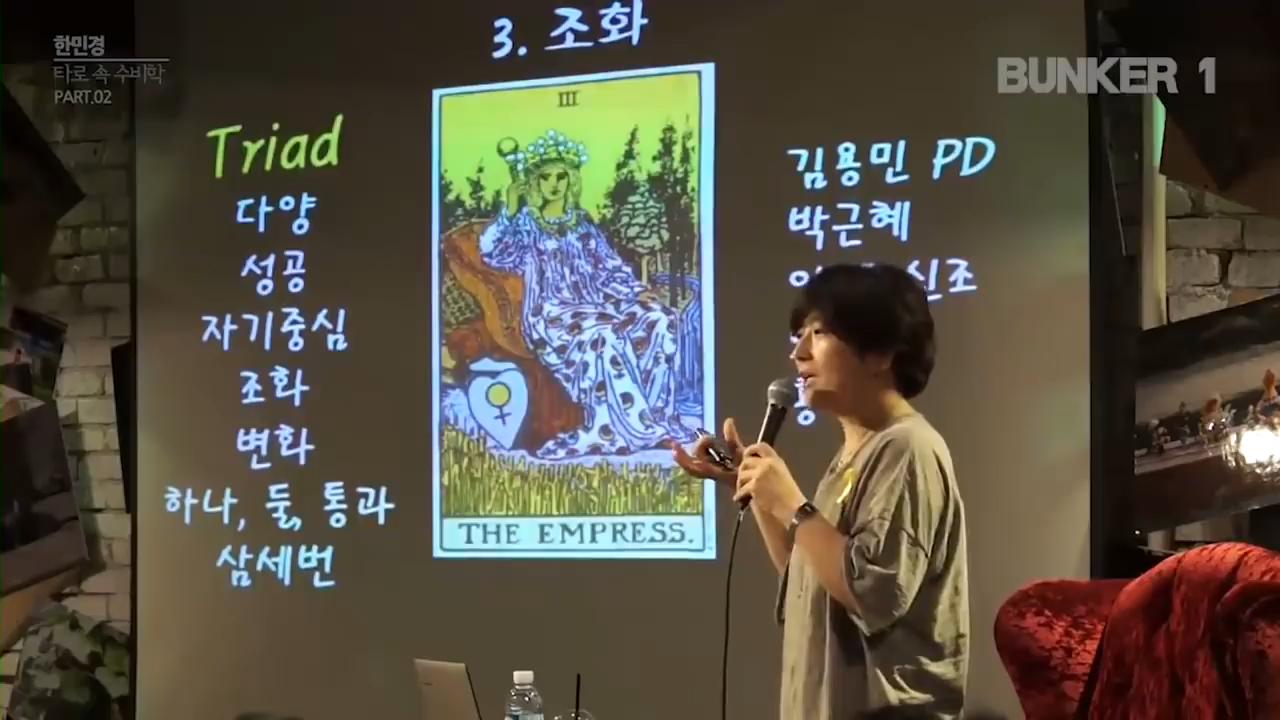 한민경
타로 속 수비학
PART.02
BUNKER 1
3. 조화
Triad
다양
성공
자기중심
조화
변화
하나, 둘, 통과
삼세번
III
THE EMPRESS.
김용민 PD
박근혜
신조